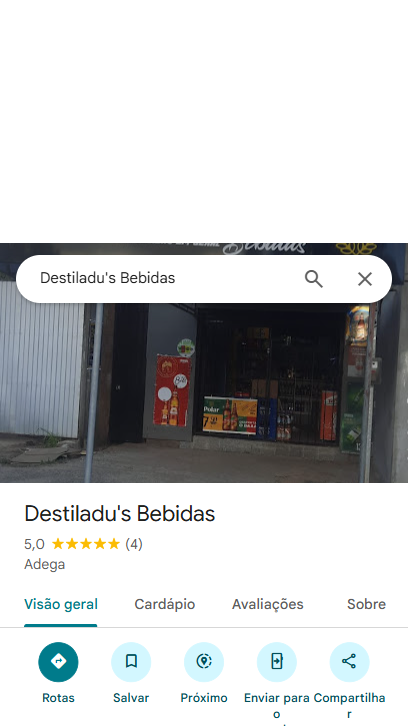 Bebidas
Destiladu's Bebidas
Polar
Destiladu's Bebidas
5,0 (4)
Adega
Visão geral Cardápio Avaliações Sobre
Rotas Salvar Próximo Enviar para o Compartilhar